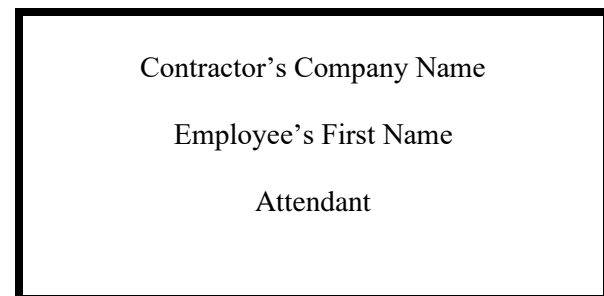 Contractor’s Company Name
Employee’s First Name
Attendant